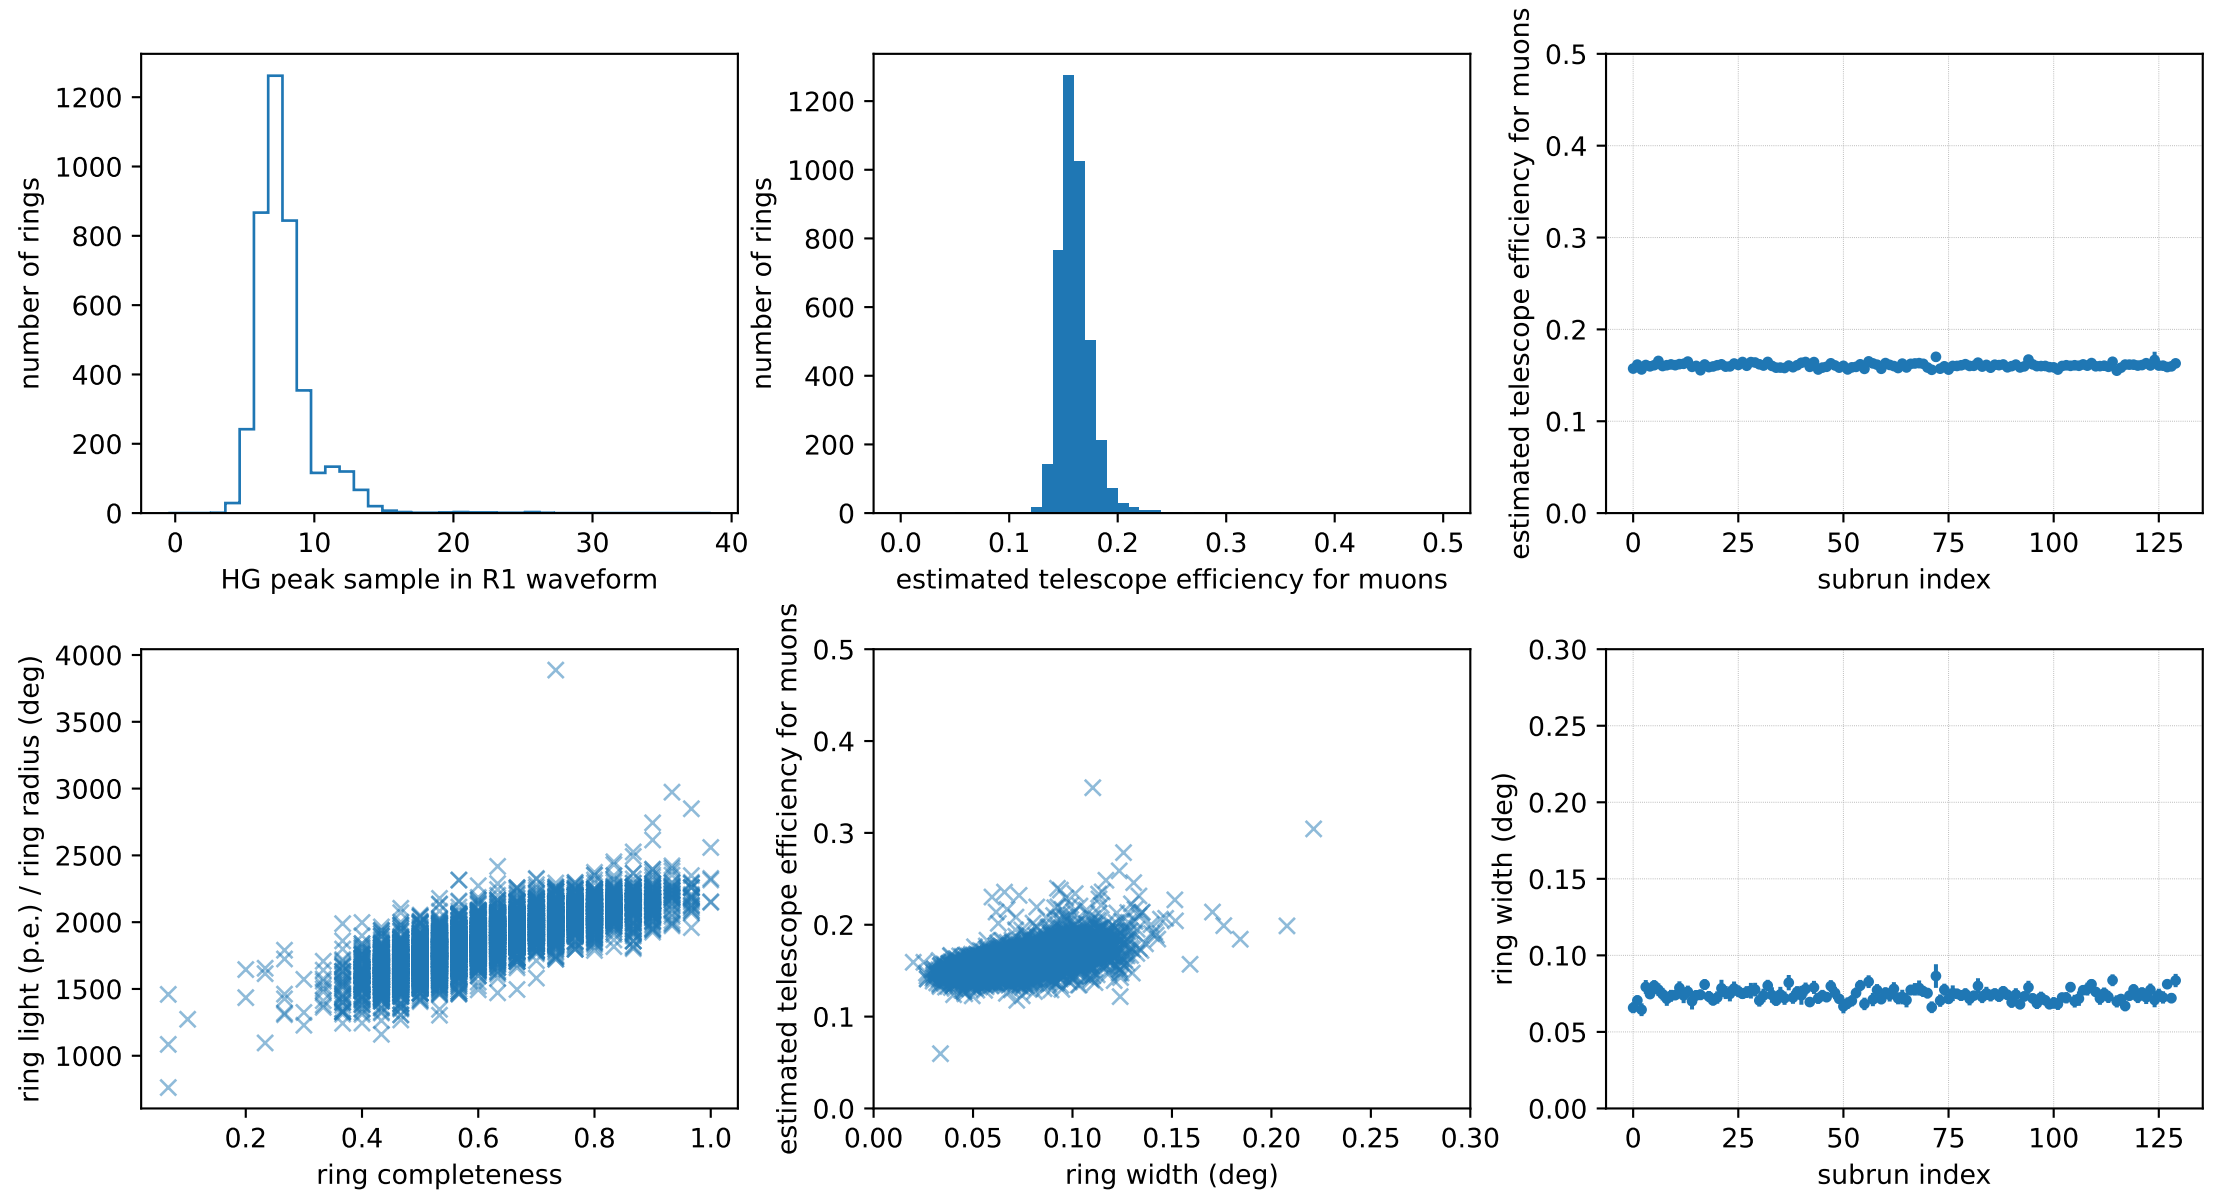 number of rings
1200
1000
800
600
400
200
0
0 10 20 30 40
HG peak sample in R1 waveform
number of rings
1200
1000
800
600
400
200
0
0.0 0.1 0.2 0.3 0.4 0.5
estimated telescope efficiency for muons
estimated telescope efficiency for muons
0.5
0.4
0.3
0.2
0.1
0.0
0 25 50 75 100 125
subrun index
ring light (p.e.) / ring radius (deg)
4000
3500
3000
2500
2000
1500
1000
0.2 0.4 0.6 0.8 1.0
ring completeness
estimated telescope efficiency for muons
0.5
0.4
0.3
0.2
0.1
0.0
0.00 0.05 0.10 0.15 0.20 0.25 0.30
ring width (deg)
ring width (deg)
0.30
0.25
0.20
0.15
0.10
0.05
0.00
0 25 50 75 100 125
subrun index